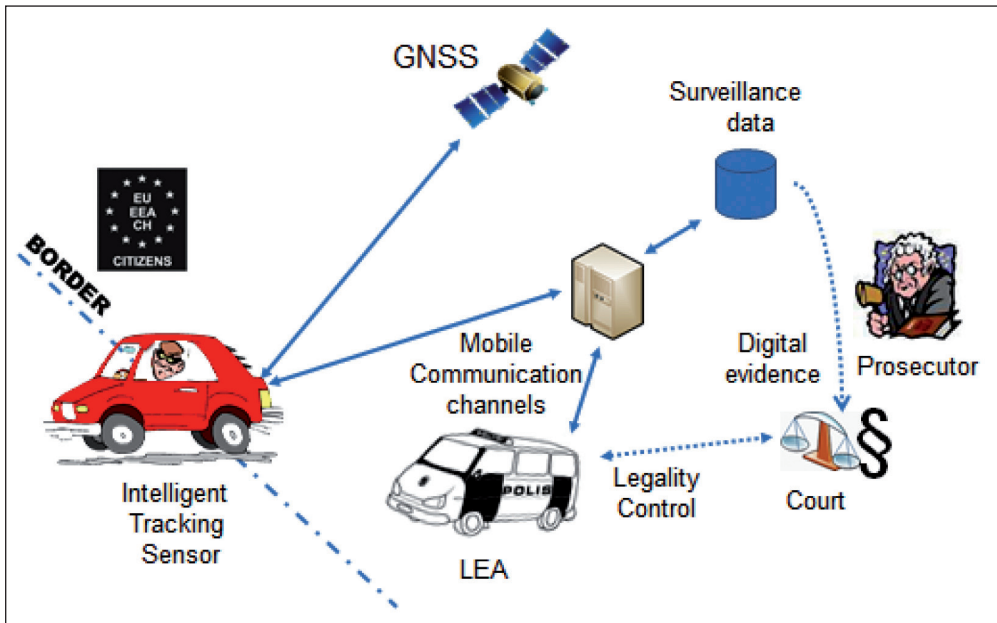 GNSS
Surveillance
data
EU
EEA
CH
CITIZENS
BORDER
Mobile
Communication
channels
Digital
evidence
Prosecutor
POLIS
Intelligent
Tracking
Sensor
Legality
Control
§
Court
LEA